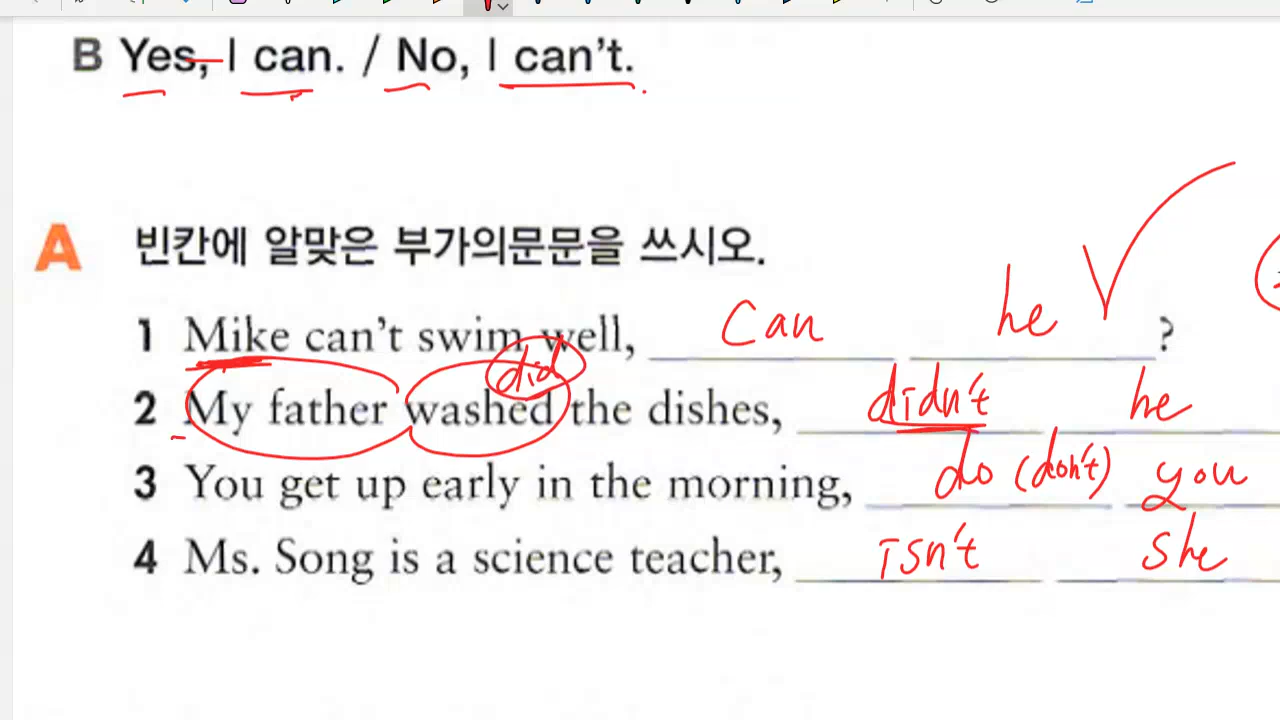 B Yes, I can. / No, I can't.
A 빈칸에 알맞은 부가의문문을 쓰시오.
1 Mike can't swim well, can he ?
did
2 My father washed the dishes, didn't he
3 You get up early in the morning, do (don't) you
4 Ms. Song is a science teacher, isn't she